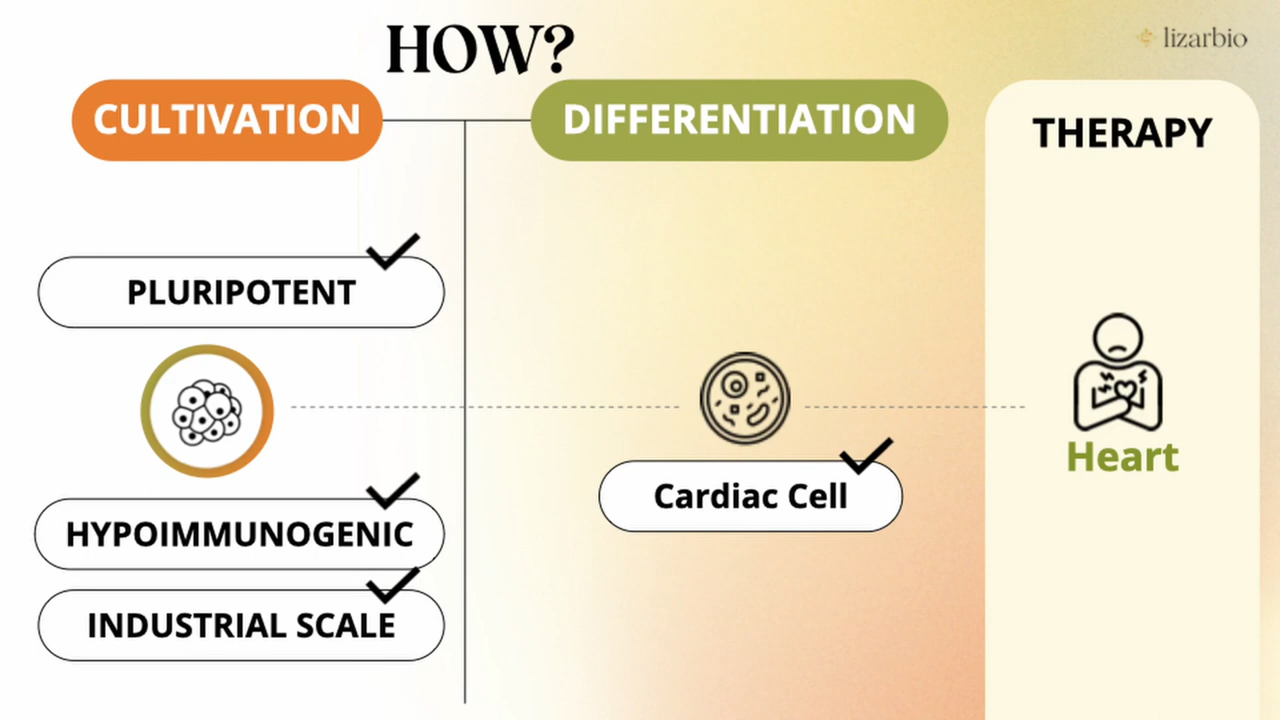 HOW?
lizarbio
CULTIVATION
DIFFERENTIATION
THERAPY
PLURIPOTENT
Heart
Cardiac Cell
HYPOIMMUNOGENIC
INDUSTRIAL SCALE